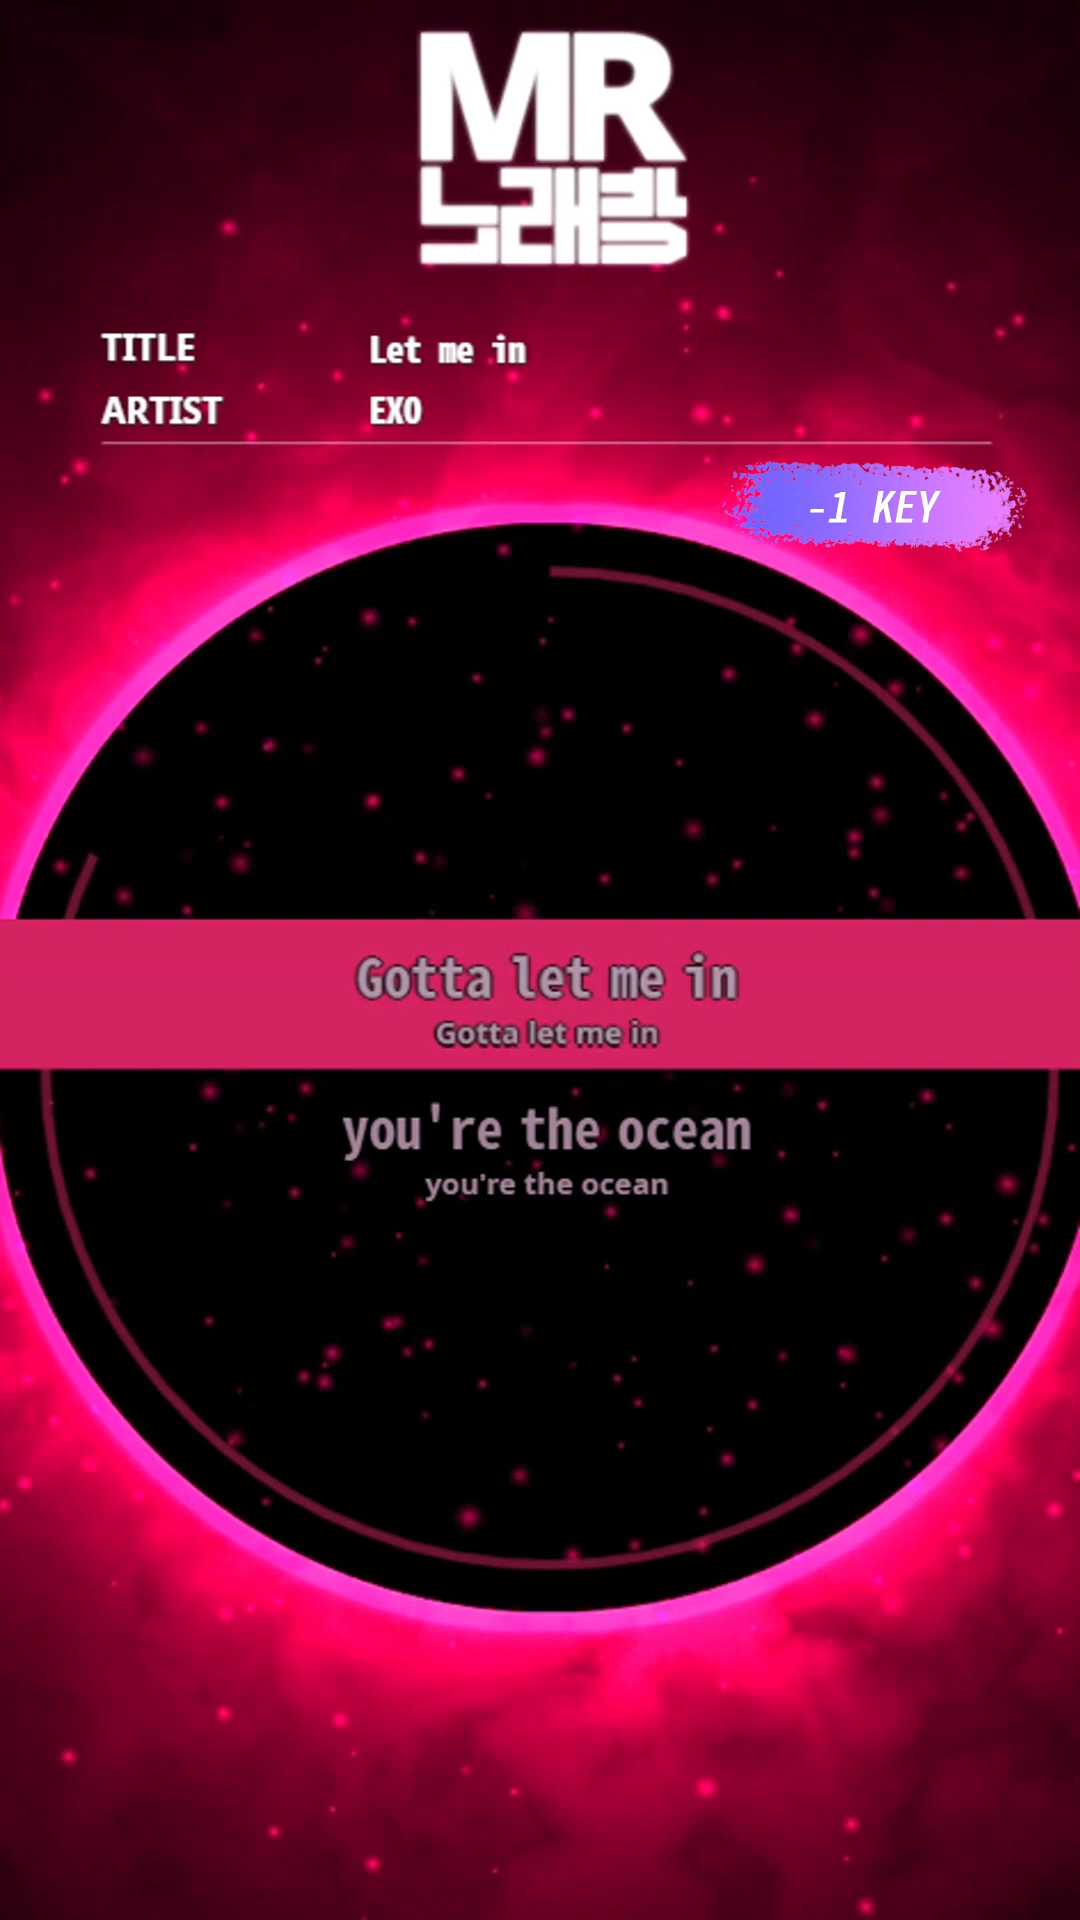 MR
노래방
TITLE Let me in
ARTIST EXO
-1 KEY
Gotta let me in
Gotta let me in
you're the ocean
you're the ocean